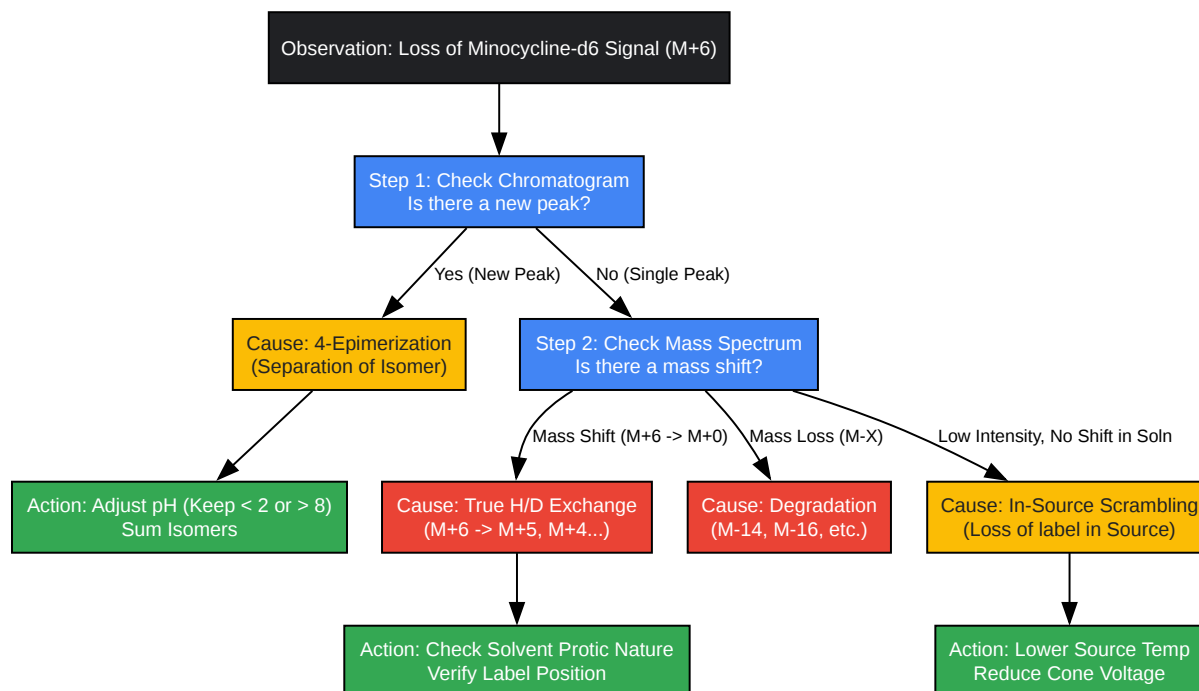 Observation: Loss of Minocycline-d6 Signal (M+6)
Step 1: Check Chromatogram
Is there a new peak?
Yes (New Peak)
No (Single Peak)
Cause: 4-Epimerization
(Separation of Isomer)
Step 2: Check Mass Spectrum
Is there a mass shift?
Mass Shift (M+6 -> M+0)
Mass Loss (M-X)
Low Intensity, No Shift in Soln
Action: Adjust pH (Keep < 2 or > 8)
Sum Isomers
Cause: True H/D Exchange
(M+6 -> M+5, M+4...)
Cause: Degradation
(M-14, M-16, etc.)
Cause: In-Source Scrambling
(Loss of label in Source)
Action: Check Solvent Protic Nature
Verify Label Position
Action: Lower Source Temp
Reduce Cone Voltage